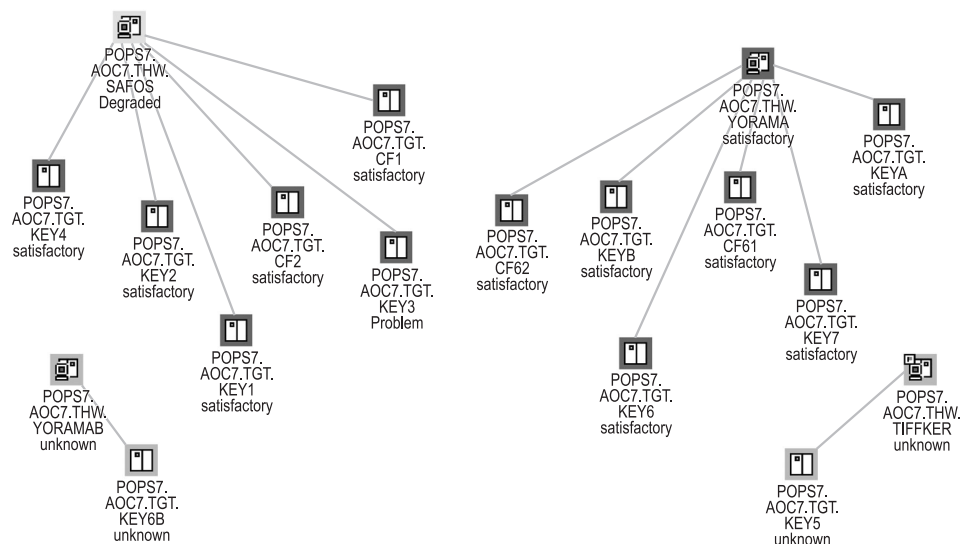 POPS7.
AOC7.THW.
SAFOS
Degraded
POPS7.
AOC7.TGT.
CF1
satisfactory
POPS7.
AOC7.TGT.
KEY4
satisfactory
POPS7.
AOC7.TGT.
KEY2
satisfactory
POPS7.
AOC7.TGT.
CF2
satisfactory
POPS7.
AOC7.TGT.
KEY3
Problem
POPS7.
AOC7.TGT.
KEY1
satisfactory
POPS7.
AOC7.THW.
YORAMAB
unknown
POPS7.
AOC7.TGT.
KEY6B
unknown
POPS7.
AOC7.THW.
YORAMA
satisfactory
POPS7.
AOC7.TGT.
KEYA
satisfactory
POPS7.
AOC7.TGT.
CF62
satisfactory
POPS7.
AOC7.TGT.
KEYB
satisfactory
POPS7.
AOC7.TGT.
CF61
satisfactory
POPS7.
AOC7.TGT.
KEY7
satisfactory
POPS7.
AOC7.TGT.
KEY6
satisfactory
POPS7.
AOC7.THW.
TIFFKER
unknown
POPS7.
AOC7.TGT.
KEY5
unknown